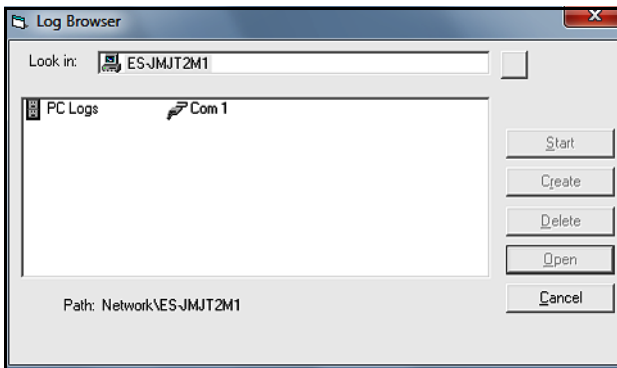 Log Browser
Look in: ES-JMJT2M1
PC Logs Com 1
Start
Create
Delete
Open
Cancel
Path: Network\ES-JMJT2M1